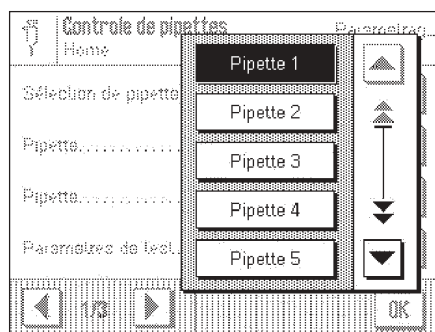 Controle de pipettes
Home
Sélection de pipette
Pipette
Pipette
Parametres de test
1/3
OK
Pipette 1
Pipette 2
Pipette 3
Pipette 4
Pipette 5